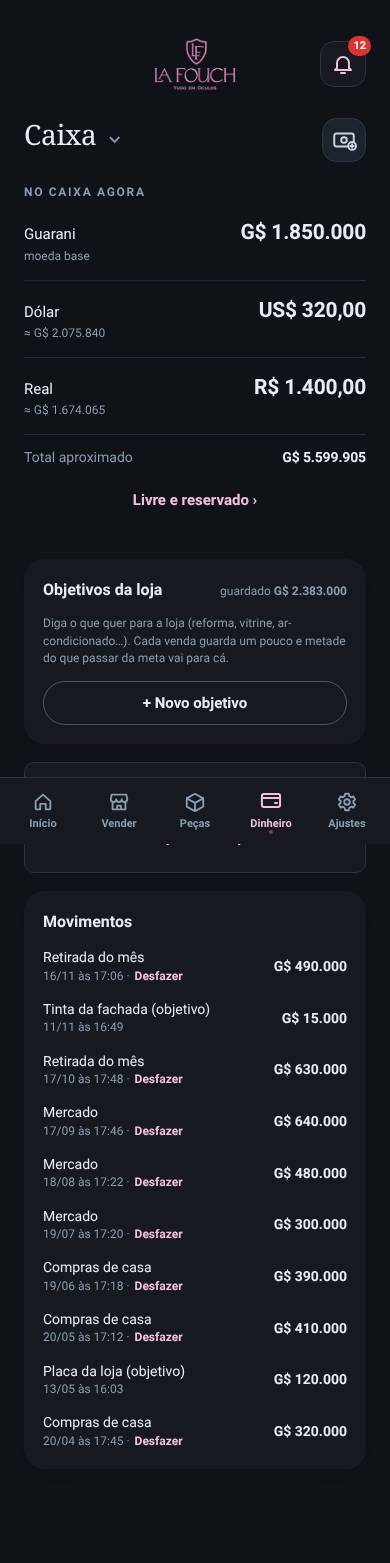 12
LF
LA FOUCH
TUDO EM ÓCULOS
Caixa
NO CAIXA AGORA
Guarani
G$ 1.850.000
moeda base
Dólar
US$ 320,00
≈ G$ 2.075.840
Real
R$ 1.400,00
≈ G$ 1.674.065
Total aproximado
G$ 5.599.905
Livre e reservado ›
Objetivos da loja
guardado G$ 2.383.000
Diga o que quer para a loja (reforma, vitrine, ar-
condicionado…). Cada venda guarda um pouco e metade
do que passar da meta vai para cá.
+ Novo objetivo
Início
Vender
Peças
Dinheiro
Ajustes
Movimentos
Retirada do mês
G$ 490.000
16/11 às 17:06 · Desfazer
Tinta da fachada (objetivo)
G$ 15.000
11/11 às 16:49
Retirada do mês
G$ 630.000
17/10 às 17:48 · Desfazer
Mercado
G$ 640.000
17/09 às 17:46 · Desfazer
Mercado
G$ 480.000
18/08 às 17:22 · Desfazer
Mercado
G$ 300.000
19/07 às 17:20 · Desfazer
Compras de casa
G$ 390.000
19/06 às 17:18 · Desfazer
Compras de casa
G$ 410.000
20/05 às 17:12 · Desfazer
Placa da loja (objetivo)
G$ 120.000
13/05 às 16:03
Compras de casa
G$ 320.000
20/04 às 17:45 · Desfazer